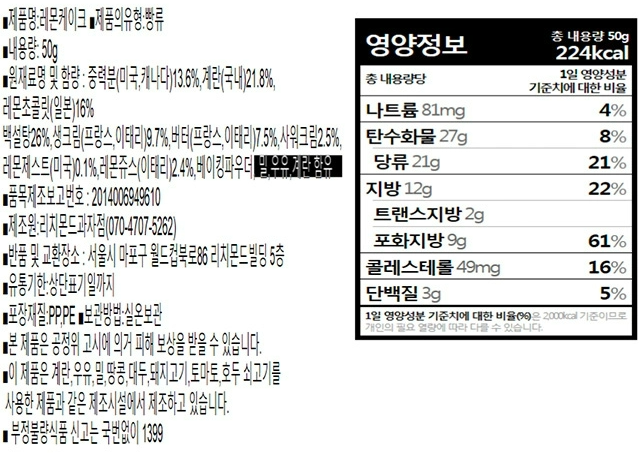 ■제품명:레몬케이크 ■제품의유형:빵류
■내용량: 50g
■원재료명 및 함량 : 중력분(미국,캐나다)13.6%,계란(국내)21.8%,
레몬초콜릿(일본)16%
백설탕26%,생크림(프랑스,이태리)9.7%,버터(프랑스,이태리)7.5%,사워크림2.5%,
레몬제스트(미국)0.1%,레몬쥬스(이태리)2.4%,베이킹파우더, 밀,우유,계란 함유
■품목제조보고번호 : 2014006949610
■제조원:리치몬드과자점(070-4707-5262)
■반품 및 교환장소 : 서울시 마포구 월드컵북로86 리치몬드빌딩 5층
■유통기한:상단표기일까지
■포장재질:PP,PE ■보관방법:실온보관
■본 제품은 공정위 고시에 의거 피해 보상을 받을 수 있습니다.
■이 제품은 계란,우유,밀,땅콩,대두,돼지고기,토마토,호두 쇠고기를
사용한 제품과 같은 제조시설에서 제조하고 있습니다.
■ 부정불량식품 신고는 국번없이 1399
영양정보
총 내용량 50g
224kcal
총 내용량당
1일 영양성분
기준치에 대한 비율
나트륨 81mg 4%
탄수화물 27g 8%
당류 21g 21%
지방 12g 22%
트랜스지방 2g
포화지방 9g 61%
콜레스테롤 49mg 16%
단백질 3g 5%
1일 영양성분 기준치에 대한 비율(%)은 2,000kcal 기준이므로
개인의 필요 열량에 따라 다를 수 있습니다.